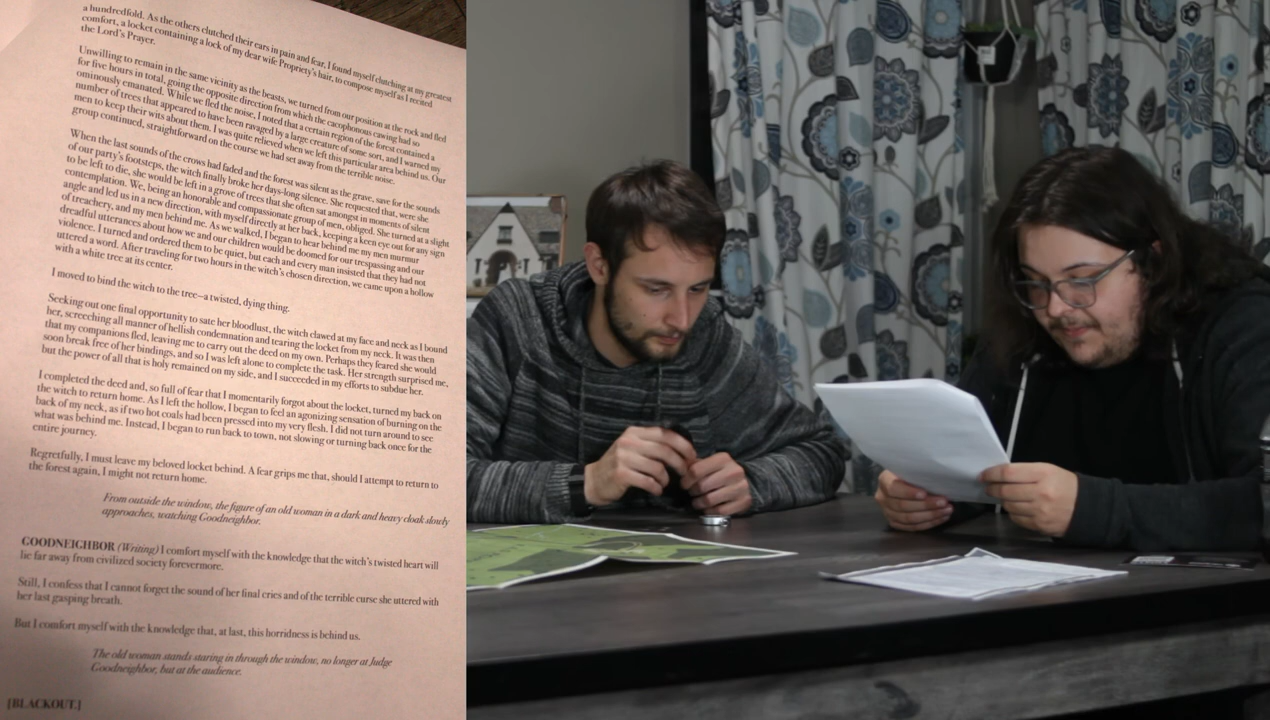 a hundredfold. As the others clutched their ears in pain and fear, I found myself clutching at my greatest
comfort, a locket containing a lock of my dear wife Propriety's hair, to compose myself as I recited
the Lord's Prayer.
Unwilling to remain in the same vicinity as the beasts, we turned from our position at the rock and fled
for five hours in total, going the opposite direction from which the cacophonous cawing had so
ominously emanated. While we fled the noise, I noted that a certain region of the forest contained a
number of trees that appeared to have been ravaged by a large creature of some sort, and I warned my
men to keep their wits about them. I was quite relieved when we left this particular area behind us. Our
group continued, straightforward on the course we had set away from the terrible noise.
When the last sounds of the crows had faded and the forest was silent as the grave, save for the sounds
of our party's footsteps, the witch finally broke her days-long silence. She requested that, were she
to be left to die, she would be left in a grove of trees that she often sat amongst in moments of silent
contemplation. We, being an honorable and compassionate group of men, obliged. She turned at a slight
angle and led us in a new direction, with myself directly at her back, keeping a keen eye out for any sign
of treachery, and my men behind me. As we walked, I began to hear behind me my men murmur
dreadful utterances about how we and our children would be doomed for our trespassing and our
violence. I turned and ordered them to be quiet, but each and every man insisted that they had not
uttered a word. After traveling for two hours in the witch's chosen direction, we came upon a hollow
with a white tree at its center.
I moved to bind the witch to the tree—a twisted, dying thing.
Seeking out one final opportunity to sate her bloodlust, the witch clawed at my face and neck as I bound
her, screeching all manner of hellish condemnation and tearing the locket from my neck. It was then
that my companions fled, leaving me to carry out the deed on my own. Perhaps they feared she would
soon break free of her bindings, and so I was left alone to complete the task. Her strength surprised me,
but the power of all that is holy remained on my side, and I succeeded in my efforts to subdue her.
I completed the deed and, so full of fear that I momentarily forgot about the locket, turned my back on
the witch to return home. As I left the hollow, I began to feel an agonizing sensation of burning on the
back of my neck, as if two hot coals had been pressed into my very flesh. I did not turn around to see
what was behind me. Instead, I began to run back to town, not slowing or turning back once for the
entire journey.
Regretfully, I must leave my beloved locket behind. A fear grips me that, should I attempt to return to
the forest again, I might not return home.
From outside the window, the figure of an old woman in a dark and heavy cloak slowly
approaches, watching Goodneighbor.
GOODNEIGHBOR (Writing) I comfort myself with the knowledge that the witch's twisted heart will
lie far away from civilized society forevermore.
Still, I confess that I cannot forget the sound of her final cries and of the terrible curse she uttered with
her last gasping breath.
But I comfort myself with the knowledge that, at last, this horridness is behind us.
The old woman stands staring in through the window, no longer at Judge
Goodneighbor, but at the audience.
[BLACKOUT.]